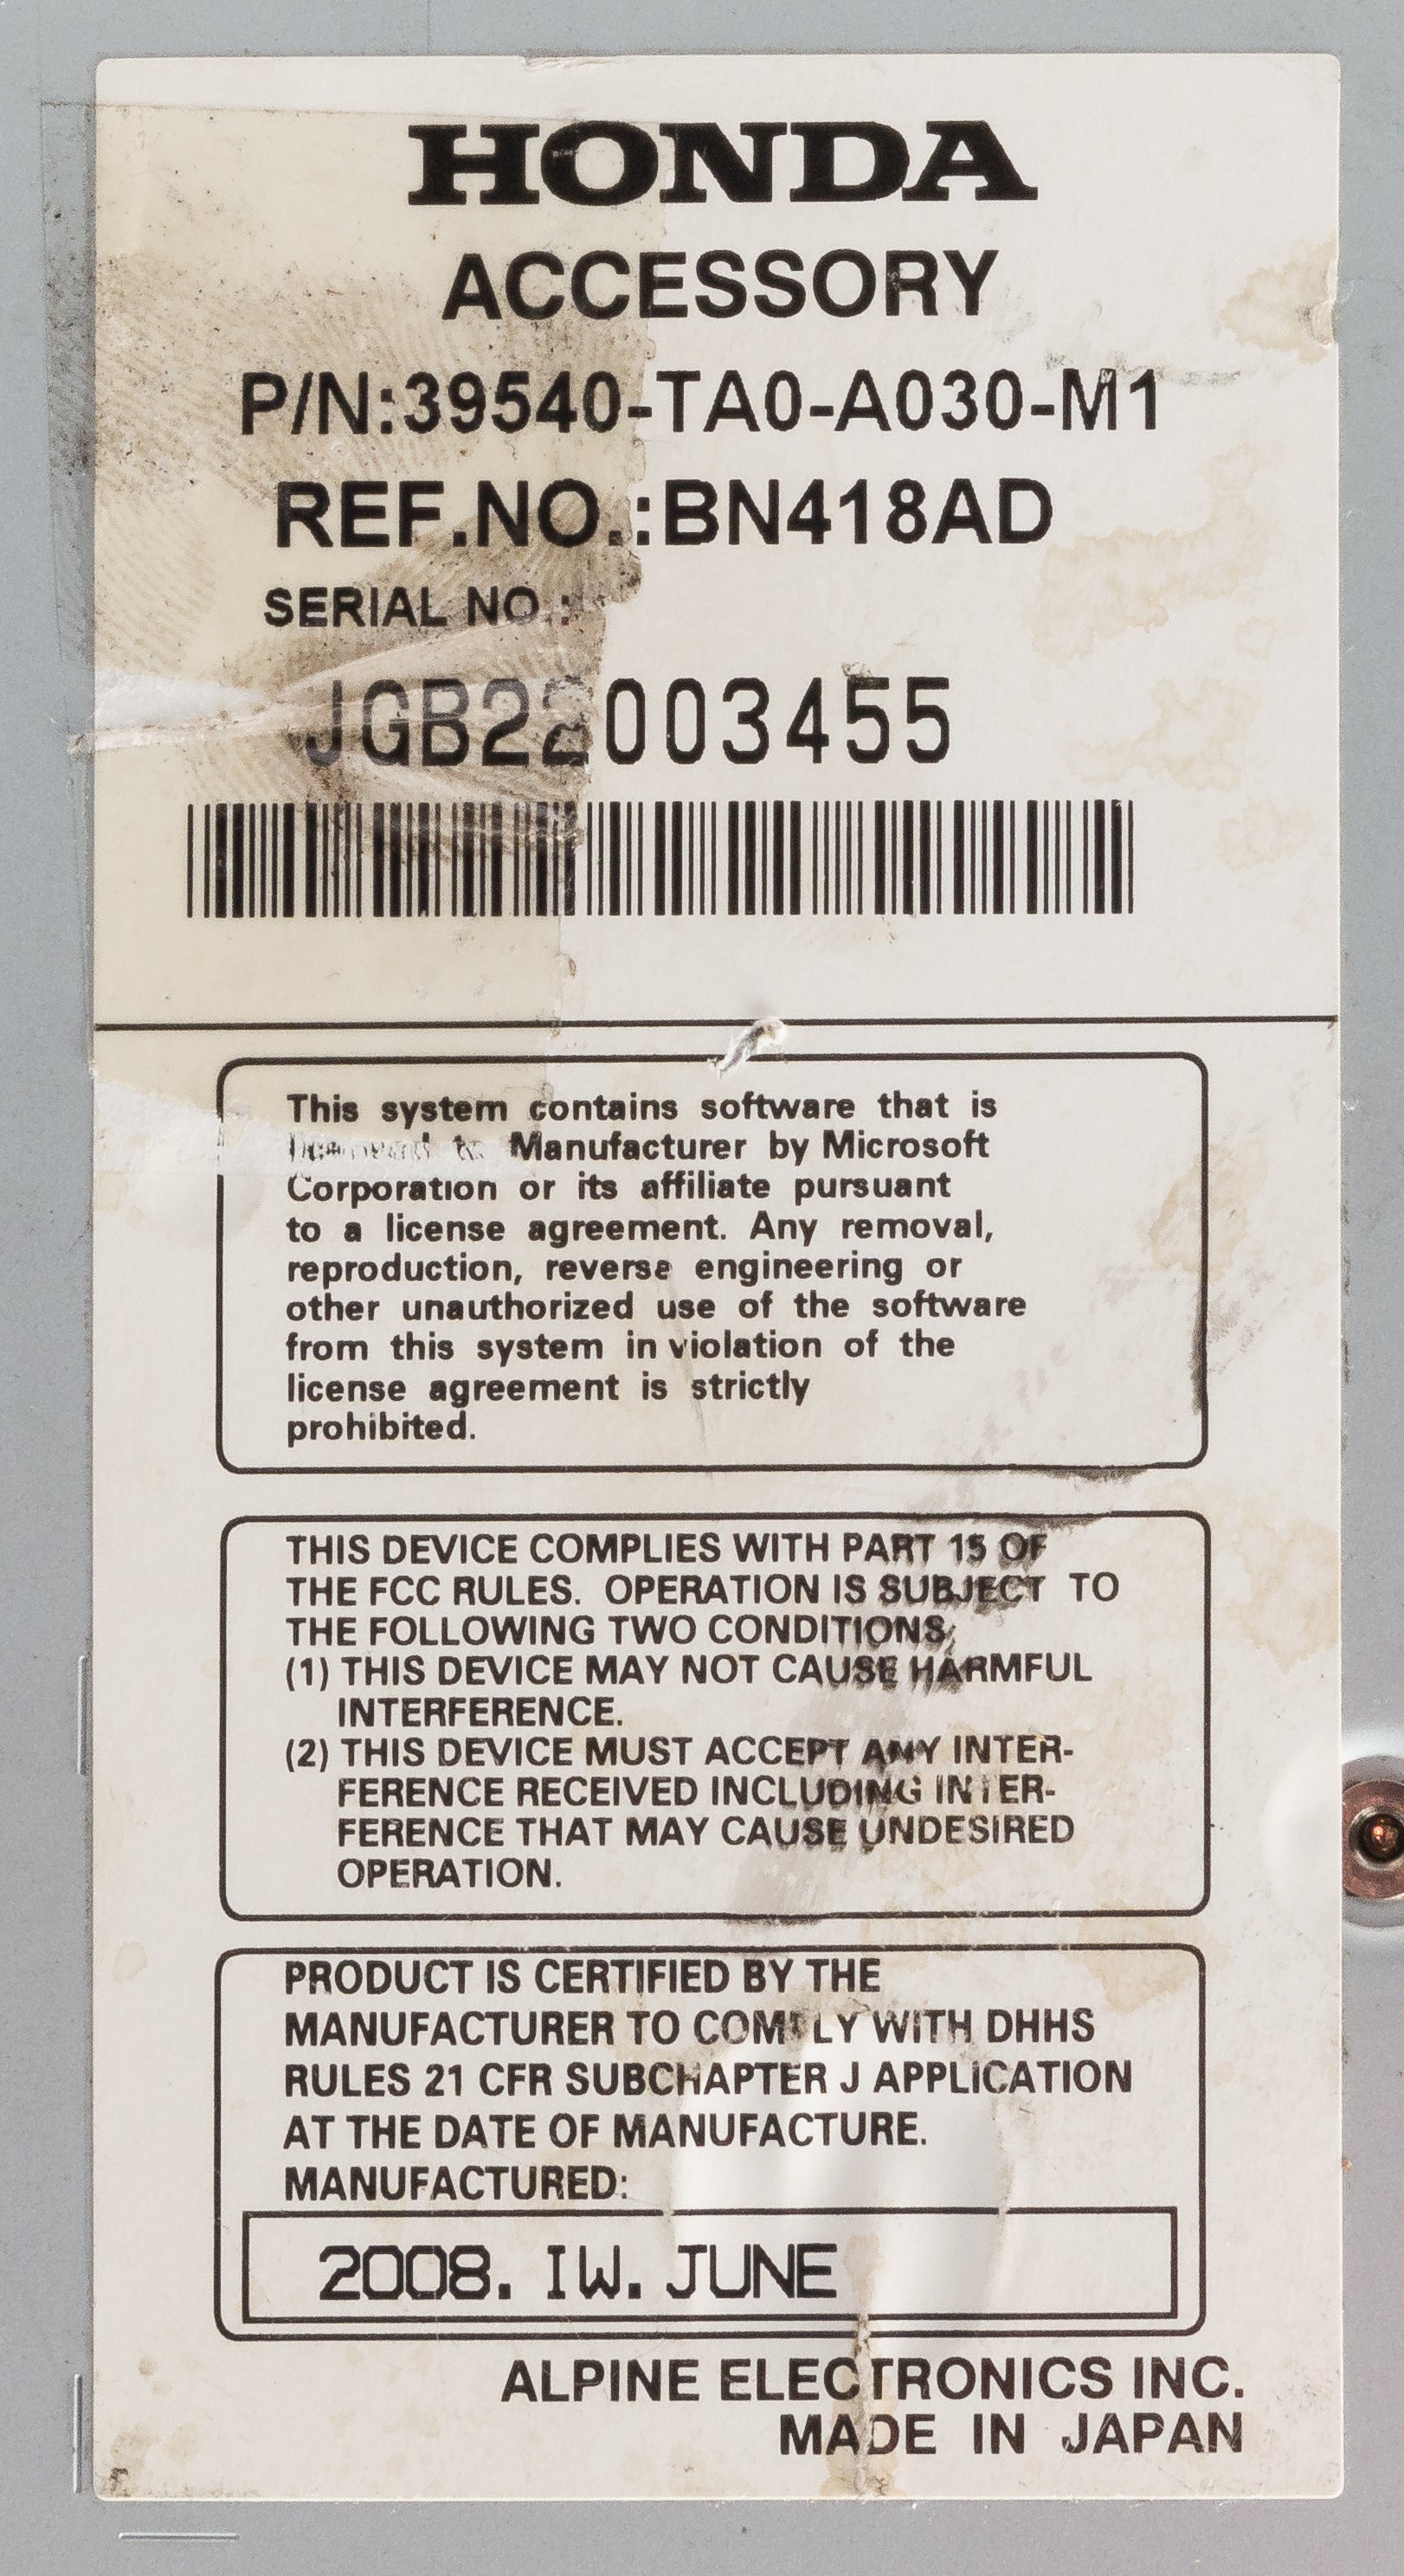 HONDA
ACCESSORY
P/N:39540-TA0-A030-M1
REF.NO.:BN418AD
SERIAL NO.:
JGB22003455
This system contains software that is
to Manufacturer by Microsoft
Corporation or its affiliate pursuant
to a license agreement. Any removal,
reproduction, reverse engineering or
other unauthorized use of the software
from this system in violation of the
license agreement is strictly
prohibited.
THIS DEVICE COMPLIES WITH PART 15 OF
THE FCC RULES. OPERATION IS SUBJECT TO
THE FOLLOWING TWO CONDITIONS;
(1) THIS DEVICE MAY NOT CAUSE HARMFUL
INTERFERENCE.
(2) THIS DEVICE MUST ACCEPT ANY INTER-
FERENCE RECEIVED INCLUDING INTER-
FERENCE THAT MAY CAUSE UNDESIRED
OPERATION.
PRODUCT IS CERTIFIED BY THE
MANUFACTURER TO COMPLY WITH DHHS
RULES 21 CFR SUBCHAPTER J APPLICATION
AT THE DATE OF MANUFACTURE.
MANUFACTURED:
2008. IW. JUNE
ALPINE ELECTRONICS INC.
MADE IN JAPAN